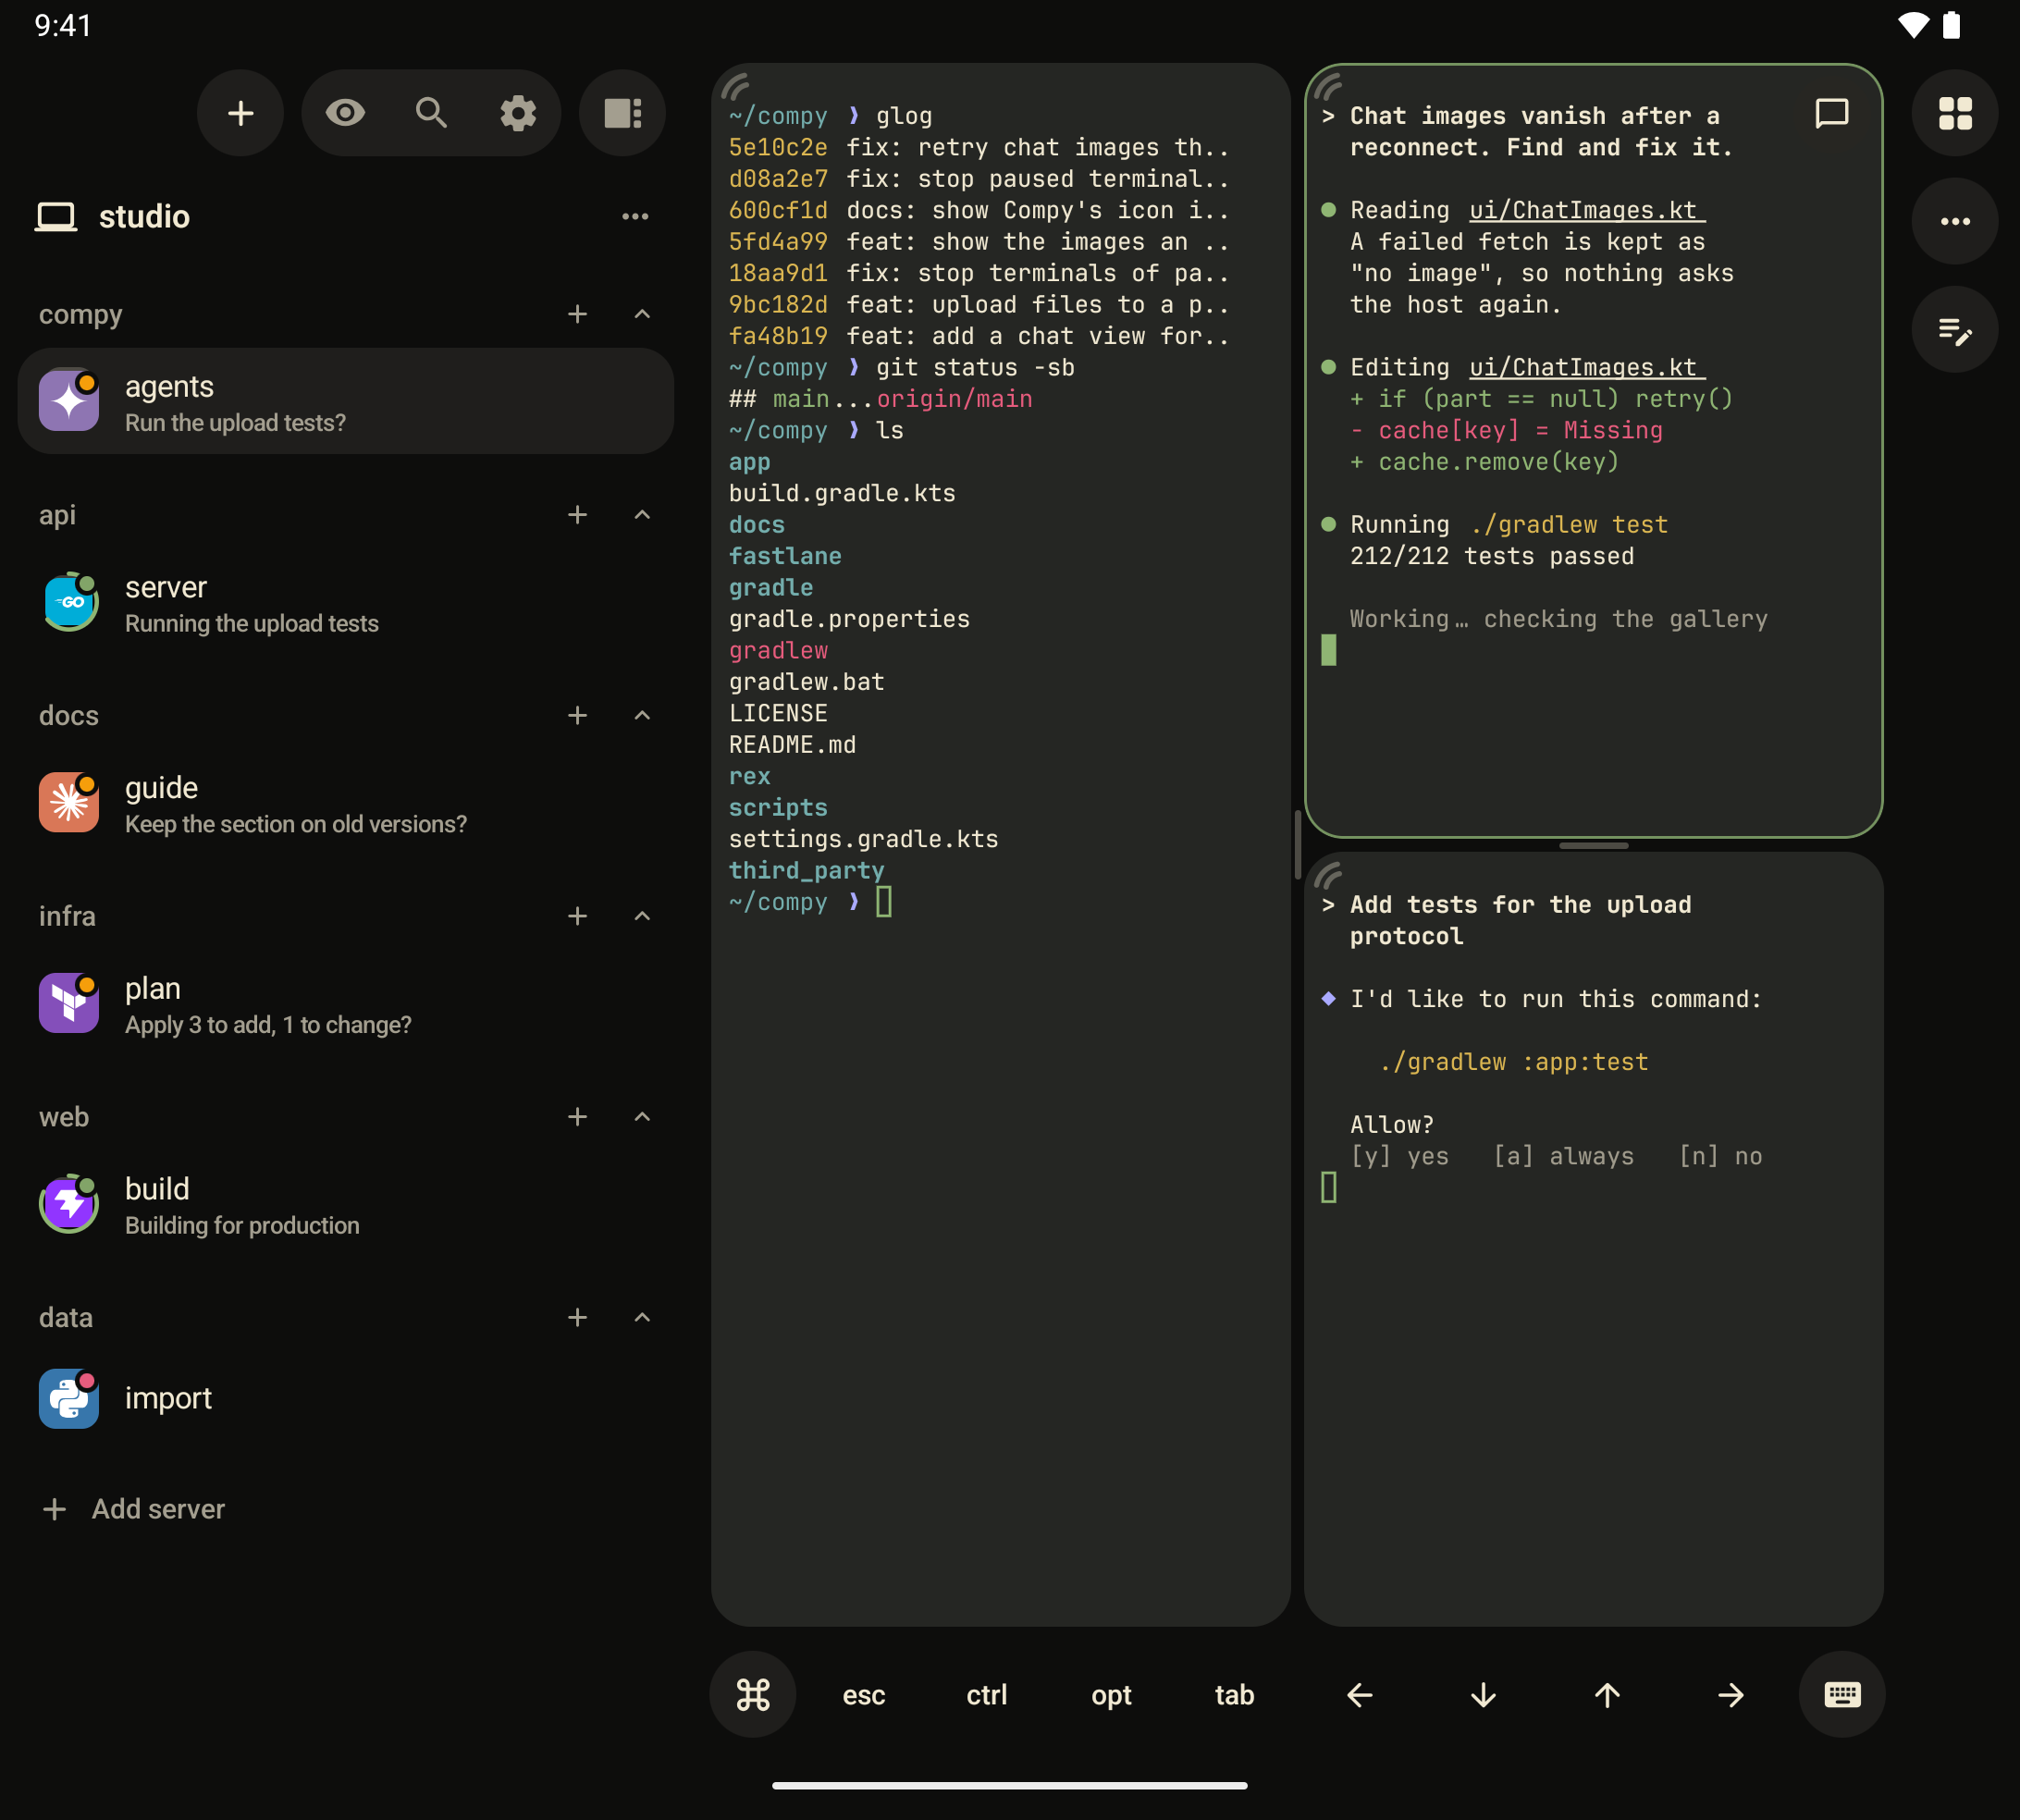 9:41
studio
compy
agents
Run the upload tests?
api
GO
server
Running the upload tests
docs
guide
Keep the section on old versions?
infra
plan
Apply 3 to add, 1 to change?
web
build
Building for production
data
import
Add server
~/compy ❫ glog
5e10c2e fix: retry chat images th..
d08a2e7 fix: stop paused terminal..
600cf1d docs: show Compy's icon i..
5fd4a99 feat: show the images an ..
18aa9d1 fix: stop terminals of pa..
9bc182d feat: upload files to a p..
fa48b19 feat: add a chat view for..
~/compy ❫ git status -sb
## main...origin/main
~/compy ❫ ls
app
build.gradle.kts
docs
fastlane
gradle
gradle.properties
gradlew
gradlew.bat
LICENSE
README.md
rex
scripts
settings.gradle.kts
third_party
~/compy ❫
> Chat images vanish after a
reconnect. Find and fix it.
● Reading ui/ChatImages.kt
A failed fetch is kept as
"no image", so nothing asks
the host again.
● Editing ui/ChatImages.kt
+ if (part == null) retry()
- cache[key] = Missing
+ cache.remove(key)
● Running ./gradlew test
212/212 tests passed
Working… checking the gallery
> Add tests for the upload
protocol
◆ I'd like to run this command:
./gradlew :app:test
Allow?
[y] yes [a] always [n] no
⌘ esc ctrl opt tab ← ↓ ↑ →